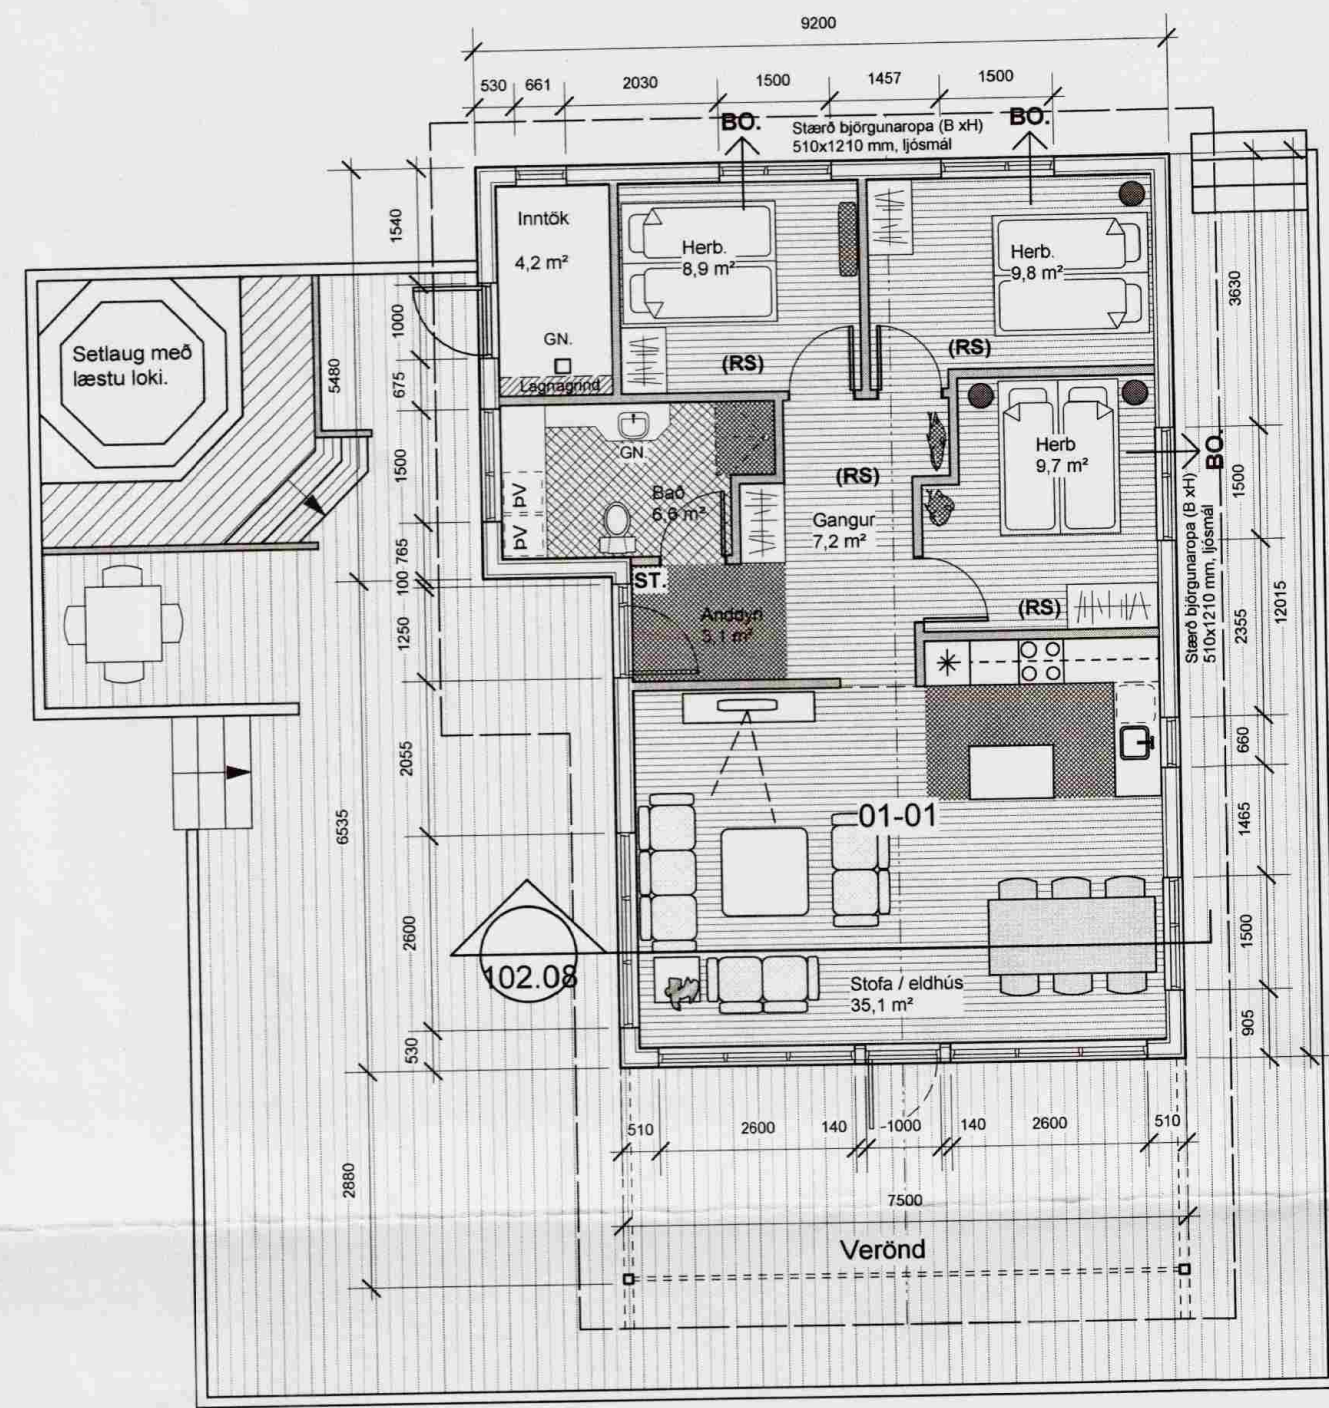 9200
530 661 2030 1500 1457 1500
BO.
Stærð björgunaropa (B xH)
510x1210 mm, ljósmál
BO.
Inntök
4,2 m²
GN.
Lagnagrind
Herb.
8,9 m²
(RS)
Herb.
9,8 m²
(RS)
Setlaug með
læstu loki.
1540
1000
675
1500
765
100
1250
2055
2600
530
5480
6535
2880
GN.
Bað
6,6 m²
ÞV
ÞV
(RS)
Gangur
7,2 m²
Herb
9,7 m²
(RS)
BO.
Stærð björgunaropa (B xH)
510x1210 mm, ljósmál
ST.
Anddyri
3,1 m²
3630
1500
2355
660
1465
1500
905
12015
01-01
102.08
Stofa / eldhús
35,1 m²
510 2600 140 1000 140 2600 510
7500
Verönd